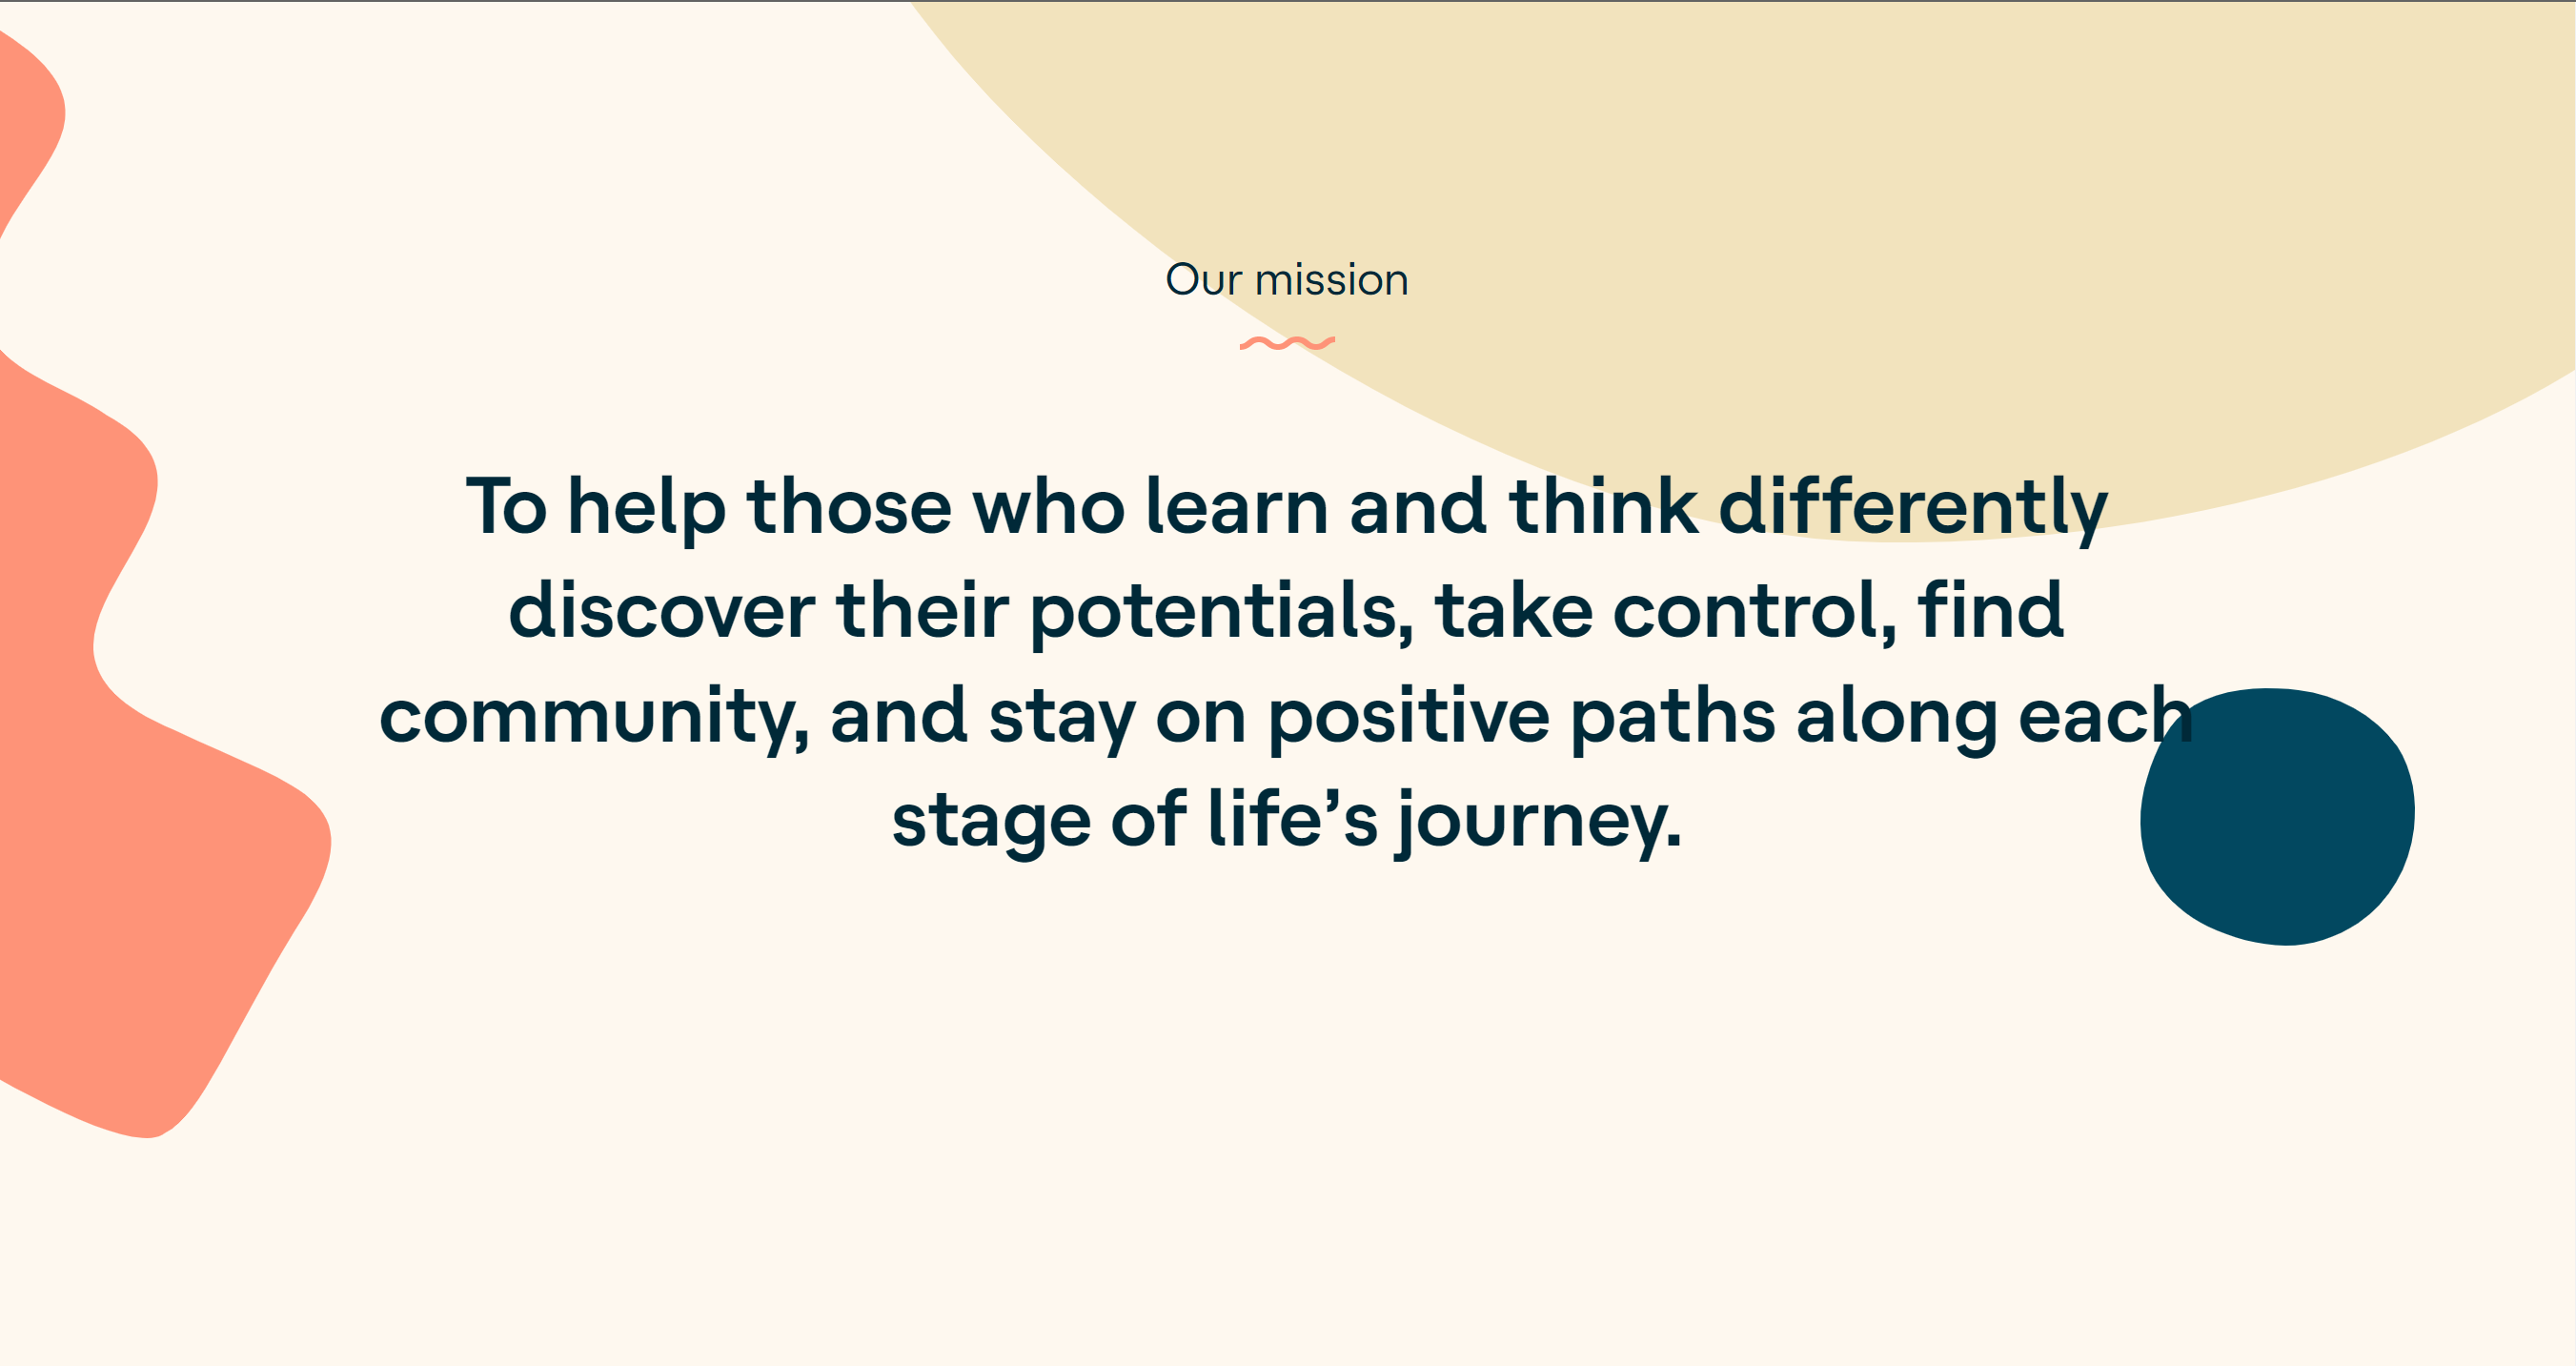 Our mission
To help those who learn and think differently
discover their potentials, take control, find
community, and stay on positive paths along each
stage of life’s journey.